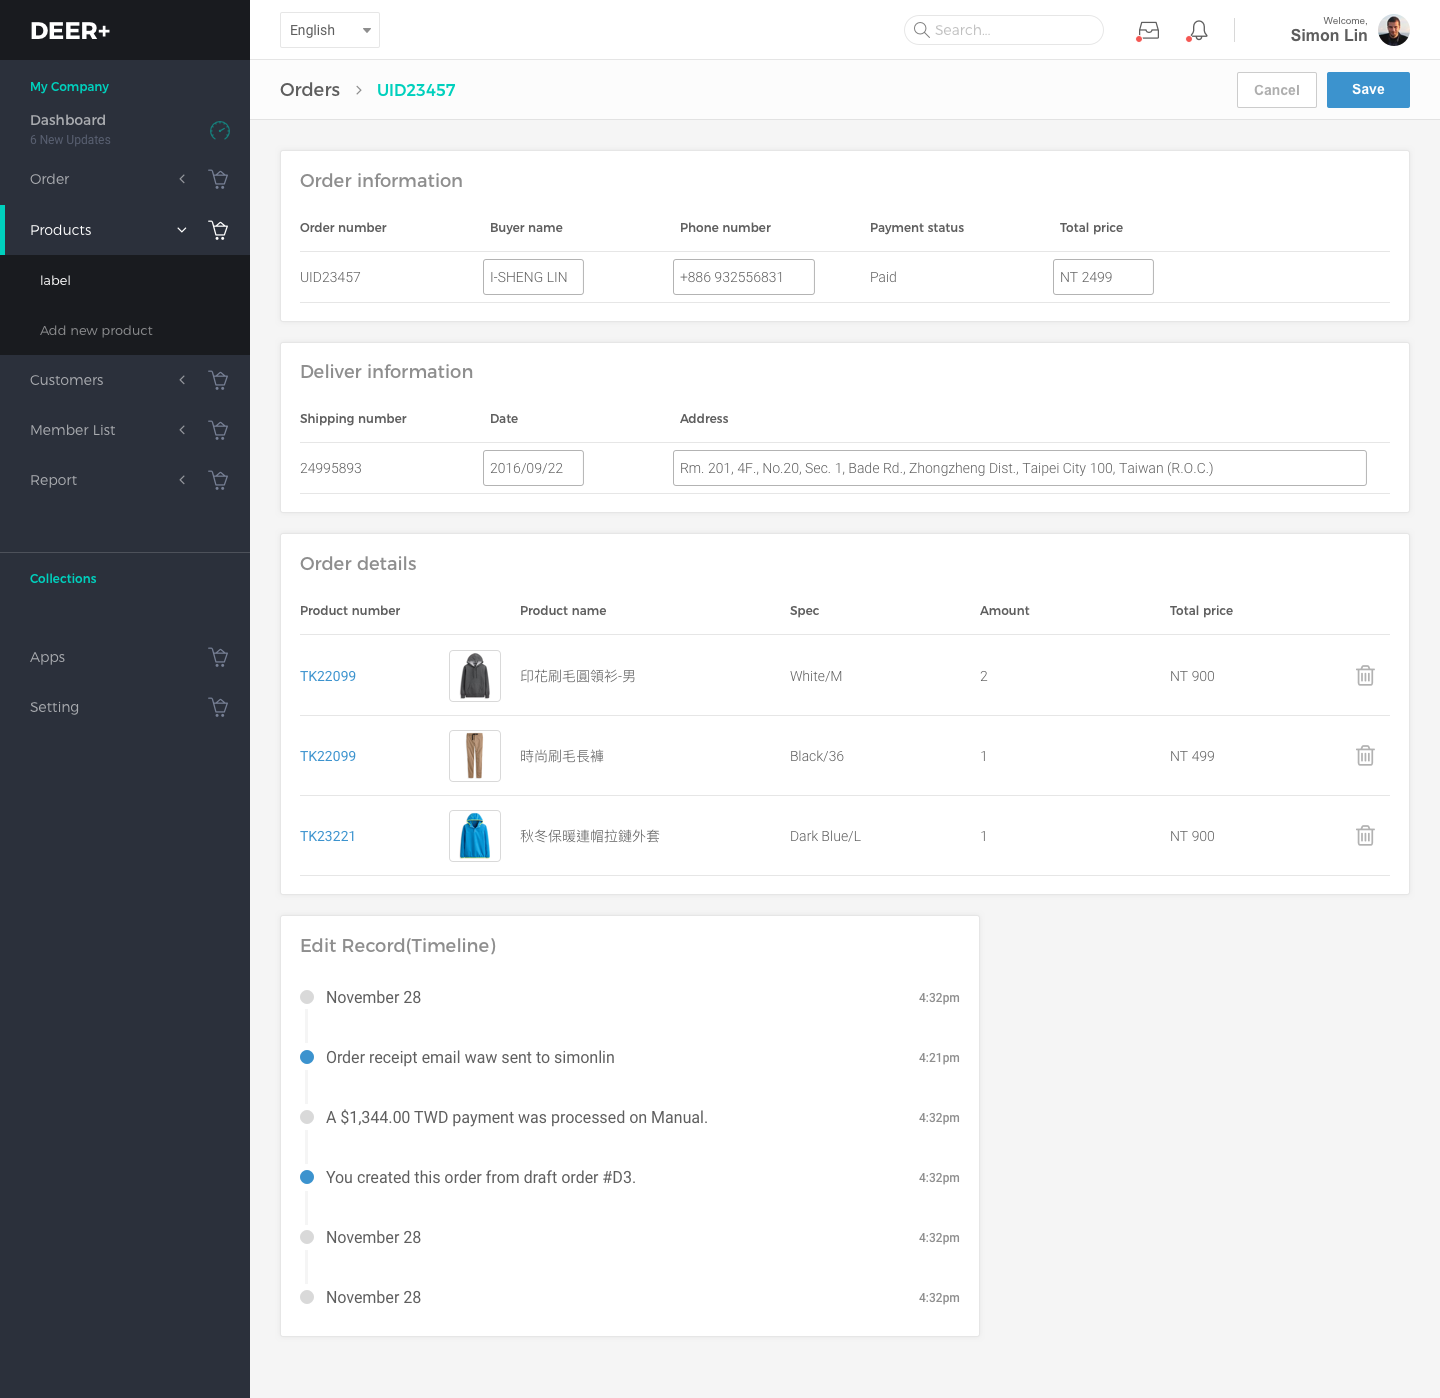 DEER+
English
Search...
Welcome,
Simon Lin
My Company
Dashboard
6 New Updates
Order
Products
label
Add new product
Customers
Member List
Report
Collections
Apps
Setting
Orders > UID23457
Cancel
Save
Order information
Order number Buyer name Phone number Payment status Total price
UID23457 I-SHENG LIN +886 932556831 Paid NT 2499
Deliver information
Shipping number Date Address
24995893 2016/09/22 Rm. 201, 4F., No.20, Sec. 1, Bade Rd., Zhongzheng Dist., Taipei City 100, Taiwan (R.O.C.)
Order details
Product number Product name Spec Amount Total price
TK22099 印花刷毛圓領衫-男 White/M 2 NT 900
TK22099 時尚刷毛長褲 Black/36 1 NT 499
TK23221 秋冬保暖連帽拉鏈外套 Dark Blue/L 1 NT 900
Edit Record(Timeline)
November 28 4:32pm
Order receipt email waw sent to simonlin 4:21pm
A $1,344.00 TWD payment was processed on Manual. 4:32pm
You created this order from draft order #D3. 4:32pm
November 28 4:32pm
November 28 4:32pm